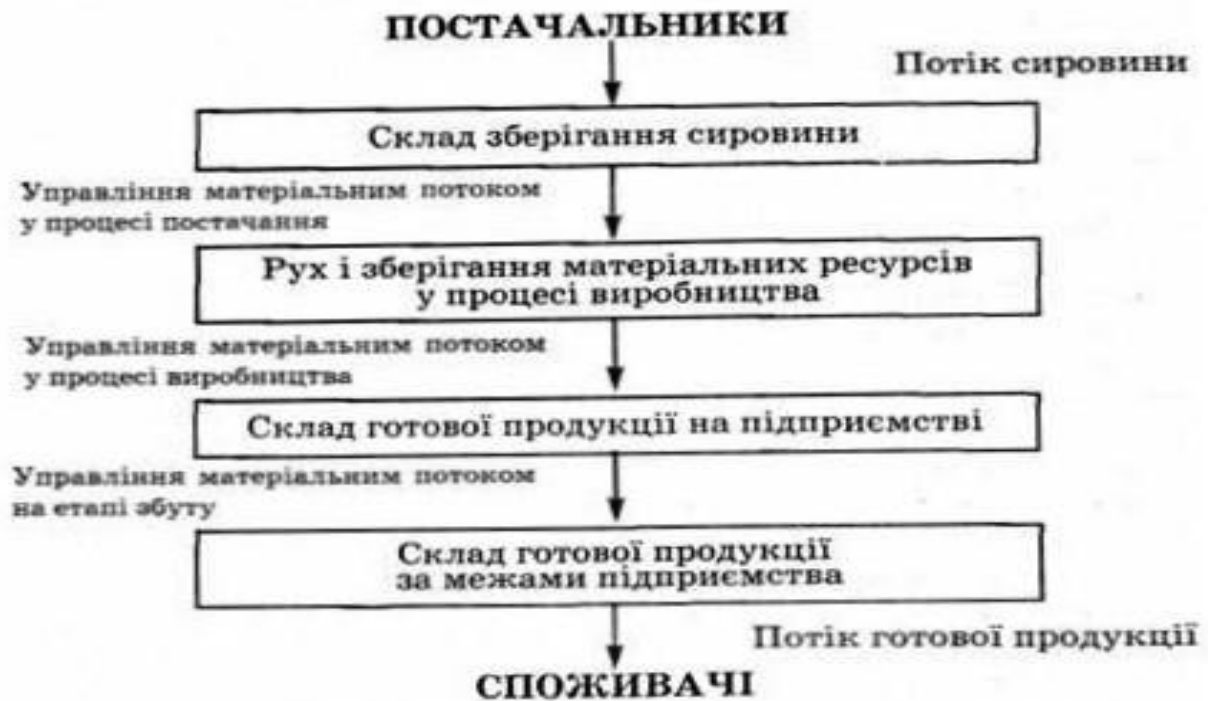 ПОСТАЧАЛЬНИКИ
Потік сировини
Склад зберігання сировини
Управління матеріальним потоком
у процесі постачання
Рух і зберігання матеріальних ресурсів
у процесі виробництва
Управління матеріальним потоком
у процесі виробництва
Склад готової продукції на підприємстві
Управління матеріальним потоком
на етапі збуту
Склад готової продукції
за межами підприємства
Потік готової продукції
СПОЖИВАЧІ